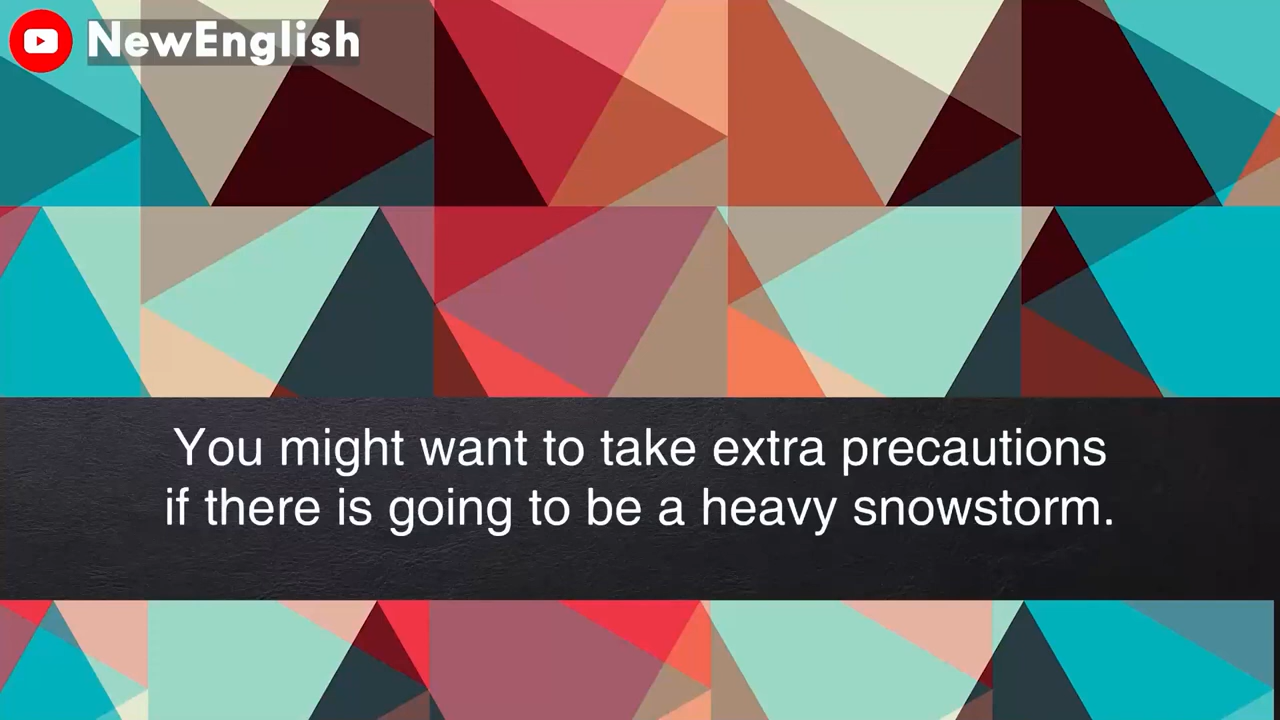 NewEnglish
You might want to take extra precautions
if there is going to be a heavy snowstorm.